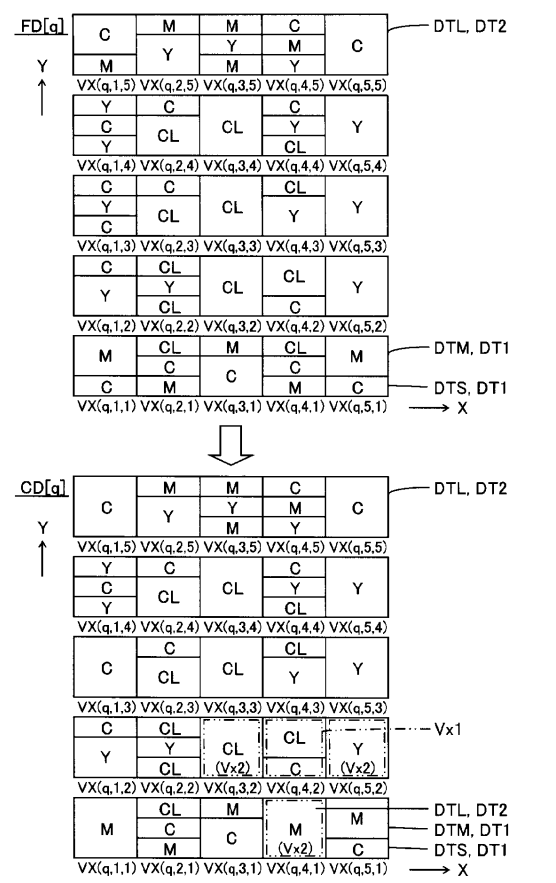 FD[q]
C M M C C DTL, DT2
Y Y Y M
M M Y
VX(q,1,5) VX(q,2,5) VX(q,3,5) VX(q,4,5) VX(q,5,5)
Y C CL C Y
C CL Y
Y CL
VX(q,1,4) VX(q,2,4) VX(q,3,4) VX(q,4,4) VX(q,5,4)
C C CL CL Y
Y CL Y
C
VX(q,1,3) VX(q,2,3) VX(q,3,3) VX(q,4,3) VX(q,5,3)
C CL CL CL Y
Y Y
CL C
VX(q,1,2) VX(q,2,2) VX(q,3,2) VX(q,4,2) VX(q,5,2)
M CL M CL M DTM, DT1
C C C
C M M C DTS, DT1
VX(q,1,1) VX(q,2,1) VX(q,3,1) VX(q,4,1) VX(q,5,1) X
CD[q]
C M M C C DTL, DT2
Y Y Y M
M Y
VX(q,1,5) VX(q,2,5) VX(q,3,5) VX(q,4,5) VX(q,5,5)
Y C CL C Y
C CL Y
Y CL
VX(q,1,4) VX(q,2,4) VX(q,3,4) VX(q,4,4) VX(q,5,4)
C C CL CL Y
CL Y
VX(q,1,3) VX(q,2,3) VX(q,3,3) VX(q,4,3) VX(q,5,3)
C CL CL CL Y Vx1
Y Y
CL (Vx2) C (Vx2)
VX(q,1,2) VX(q,2,2) VX(q,3,2) VX(q,4,2) VX(q,5,2)
M CL M M M DTL, DT2
C C DTM, DT1
M (Vx2) C DTS, DT1
VX(q,1,1) VX(q,2,1) VX(q,3,1) VX(q,4,1) VX(q,5,1) X